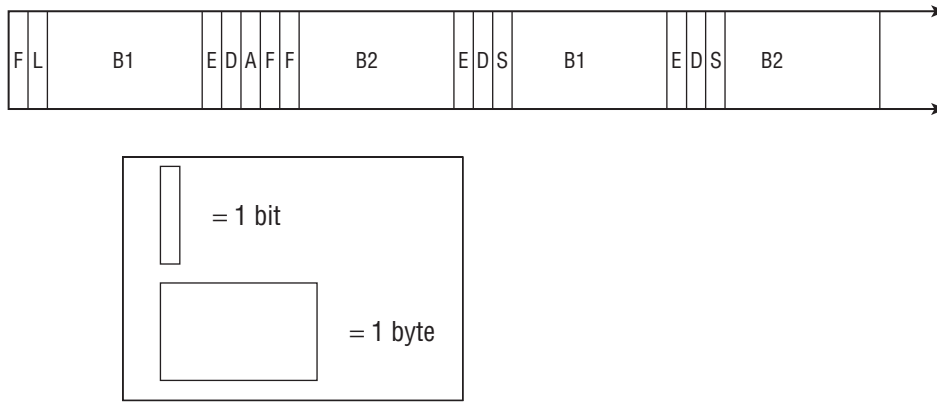 F L B1 E D A F F B2 E D S B1 E D S B2
= 1 bit
= 1 byte